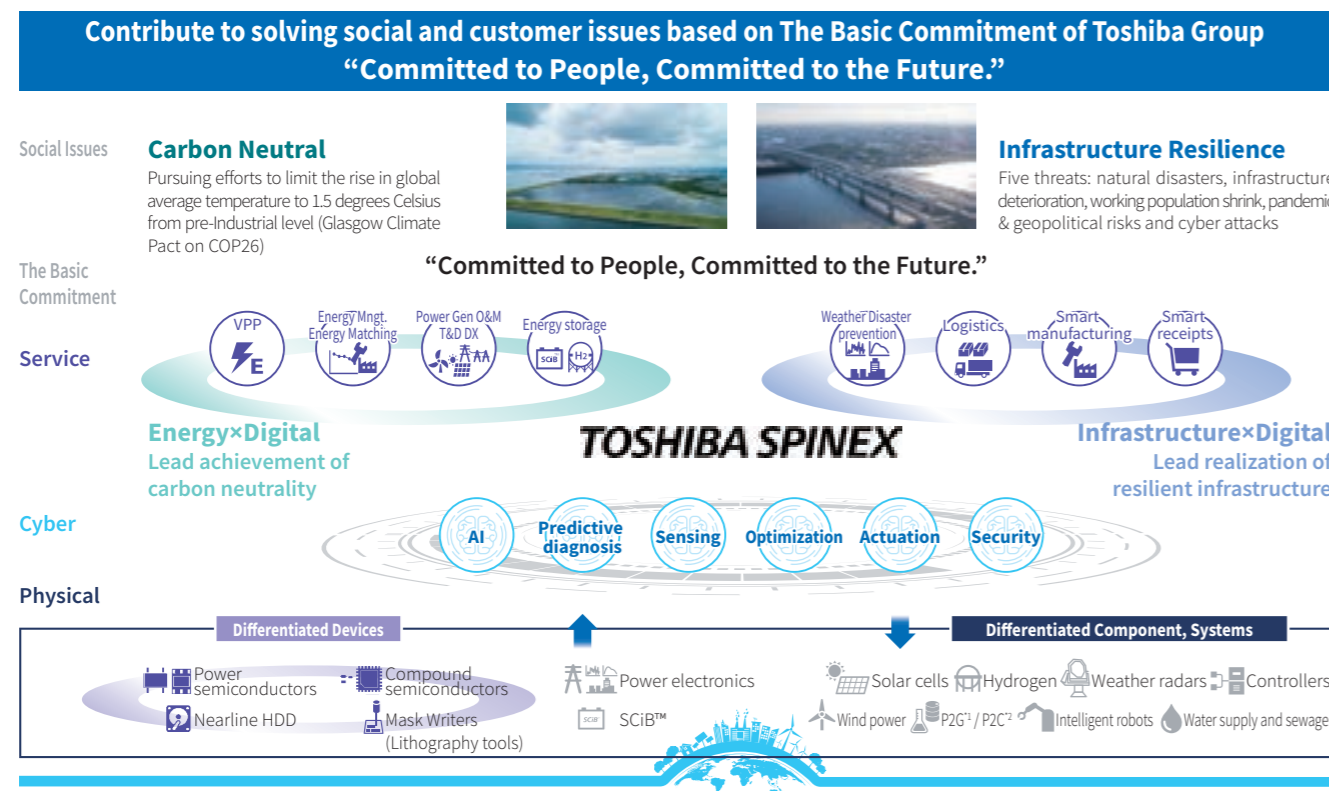 Contribute to solving social and customer issues based on The Basic Commitment of Toshiba Group
“Committed to People, Committed to the Future.”
Social Issues
Carbon Neutral
Pursuing efforts to limit the rise in global
average temperature to 1.5 degrees Celsius
from pre-Industrial level (Glasgow Climate
Pact on COP26)
Infrastructure Resilience
Five threats: natural disasters, infrastructure
deterioration, working population shrink, pandemic
& geopolitical risks and cyber attacks
The Basic
Commitment
“Committed to People, Committed to the Future.”
Service
VPP
E
Energy Mngt.
Energy Matching
Power Gen O&M
T&D DX
Energy storage
SCiB
H2
Weather Disaster
prevention
Logistics
Smart
manufacturing
Smart
receipts
Energy×Digital
Lead achievement of
carbon neutrality
TOSHIBA SPINEX
Infrastructure×Digital
Lead realization of
resilient infrastructure
Cyber
AI
Predictive
diagnosis
Sensing
Optimization
Actuation
Security
Physical
Differentiated Devices
Power
semiconductors
Compound
semiconductors
Nearline HDD
Mask Writers
(Lithography tools)
Power electronics
SCiB
SCiB™
Differentiated Component, Systems
Solar cells
Hydrogen
Weather radars
Controllers
Wind power
P2G*1 / P2C*2
Intelligent robots
Water supply and sewage